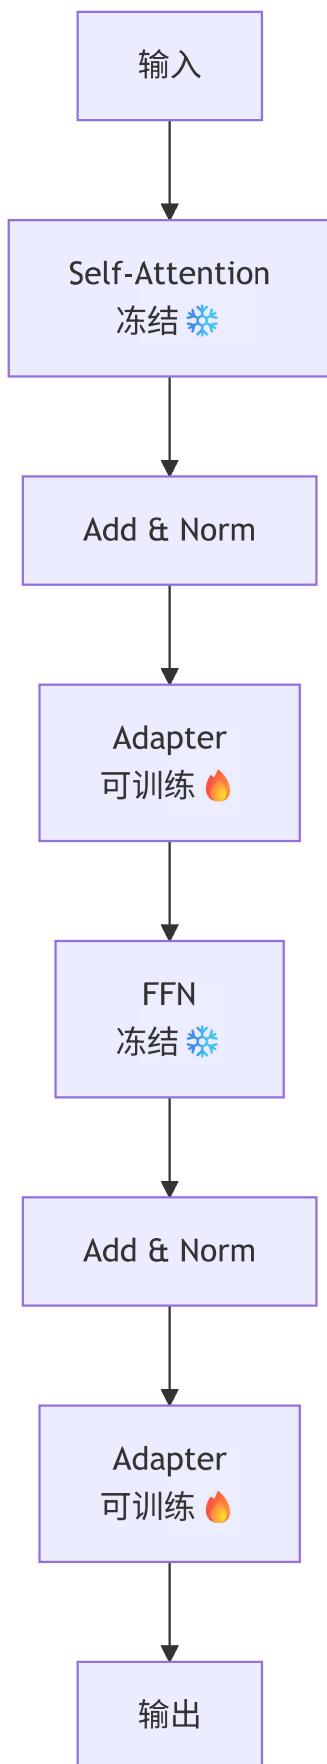 输入
Self-Attention
冻结❄️
Add & Norm
Adapter
可训练🔥
FFN
冻结❄️
Add & Norm
Adapter
可训练🔥
输出